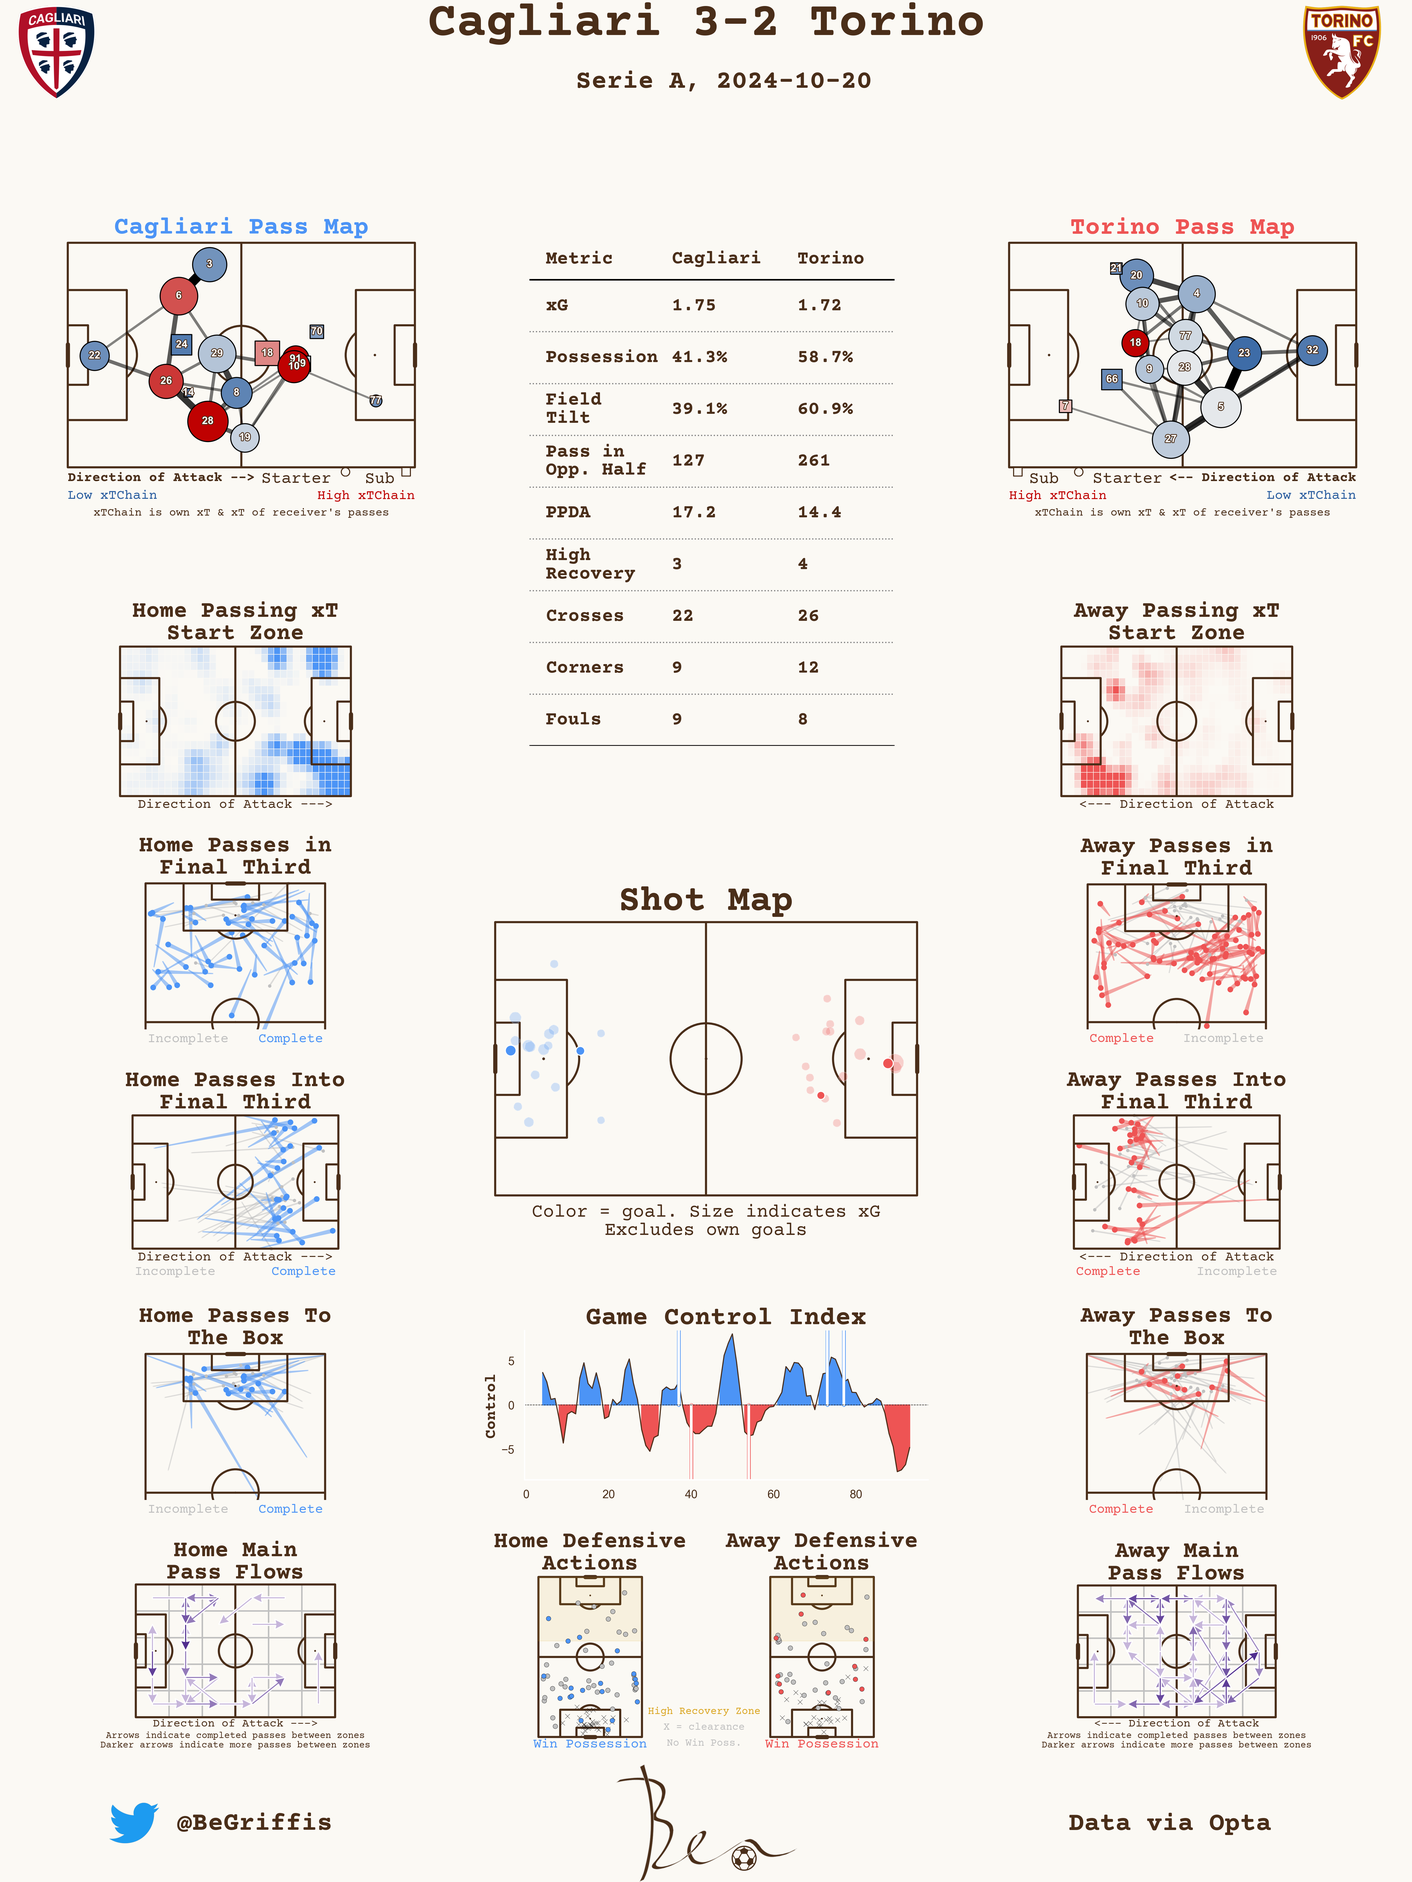 CAGLIARI
Cagliari 3-2 Torino
Serie A, 2024-10-20
TORINO
1906 FC
Cagliari Pass Map
3
6
70
24
29
18
22
91
9
10
26
14
8
77
28
19
Direction of Attack --> Starter Sub
Low xTChain High xTChain
xTChain is own xT & xT of receiver's passes
Metric Cagliari Torino
xG 1.75 1.72
Possession 41.3% 58.7%
Field
Tilt 39.1% 60.9%
Pass in
Opp. Half 127 261
PPDA 17.2 14.4
High
Recovery 3 4
Crosses 22 26
Corners 9 12
Fouls 9 8
Torino Pass Map
21
20
4
10
77
18
23
32
9
28
66
7
5
27
Sub Starter <-- Direction of Attack
High xTChain Low xTChain
xTChain is own xT & xT of receiver's passes
Home Passing xT
Start Zone
Direction of Attack --->
Away Passing xT
Start Zone
<--- Direction of Attack
Home Passes in
Final Third
Incomplete Complete
Away Passes in
Final Third
Complete Incomplete
Shot Map
Color = goal. Size indicates xG
Excludes own goals
Home Passes Into
Final Third
Direction of Attack --->
Incomplete Complete
Away Passes Into
Final Third
<--- Direction of Attack
Complete Incomplete
Home Passes To
The Box
Incomplete Complete
Game Control Index
Control
5
0
−5
0 20 40 60 80
Away Passes To
The Box
Complete Incomplete
Home Main
Pass Flows
Direction of Attack --->
Arrows indicate completed passes between zones
Darker arrows indicate more passes between zones
Home Defensive
Actions
Win Possession
High Recovery Zone
X = clearance
No Win Poss.
Away Defensive
Actions
Win Possession
Away Main
Pass Flows
<--- Direction of Attack
Arrows indicate completed passes between zones
Darker arrows indicate more passes between zones
@BeGriffis
Ben
Data via Opta